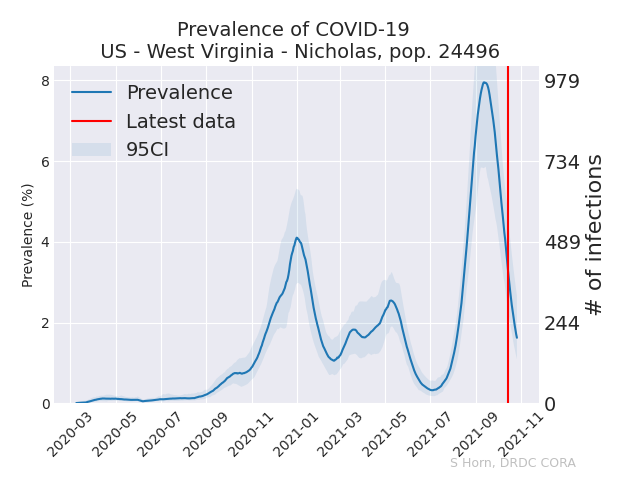 Prevalence of COVID-19
US - West Virginia - Nicholas, pop. 24496
Prevalence
Latest data
95CI
Prevalence (%)
8
6
4
2
0
979
734
489
244
0
# of infections
2020-03
2020-05
2020-07
2020-09
2020-11
2021-01
2021-03
2021-05
2021-07
2021-09
2021-11
S Horn, DRDC CORA